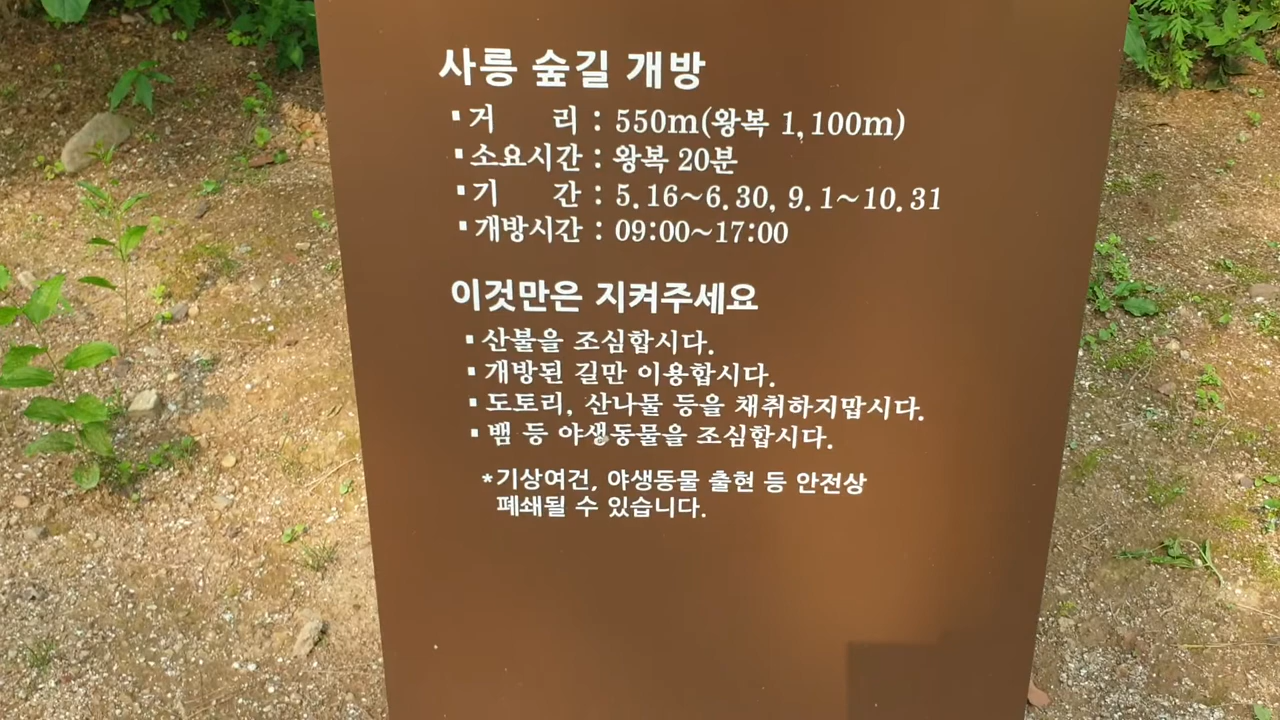 사릉 숲길 개방
▪거 리 : 550m(왕복 1,100m)
▪소요시간 : 왕복 20분
▪기 간 : 5.16~6.30, 9.1~10.31
▪개방시간 : 09:00~17:00
이것만은 지켜주세요
▪산불을 조심합시다.
▪개방된 길만 이용합시다.
▪도토리, 산나물 등을 채취하지맙시다.
▪뱀 등 야생동물을 조심합시다.
*기상여건, 야생동물 출현 등 안전상
폐쇄될 수 있습니다.